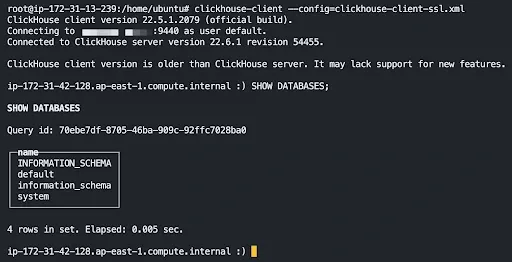 root@ip-172-31-13-239:/home/ubuntu# clickhouse-client --config=clickhouse-client-ssl.xml
ClickHouse client version 22.5.1.2079 (official build).
Connecting to :9440 as user default.
Connected to ClickHouse server version 22.6.1 revision 54455.
ClickHouse client version is older than ClickHouse server. It may lack support for new features.
ip-172-31-42-128.ap-east-1.compute.internal :) SHOW DATABASES;
SHOW DATABASES
Query id: 70ebe7df-8705-46ba-909c-92ffc7028ba0
name
INFORMATION_SCHEMA
default
information_schema
system
4 rows in set. Elapsed: 0.005 sec.
ip-172-31-42-128.ap-east-1.compute.internal :)